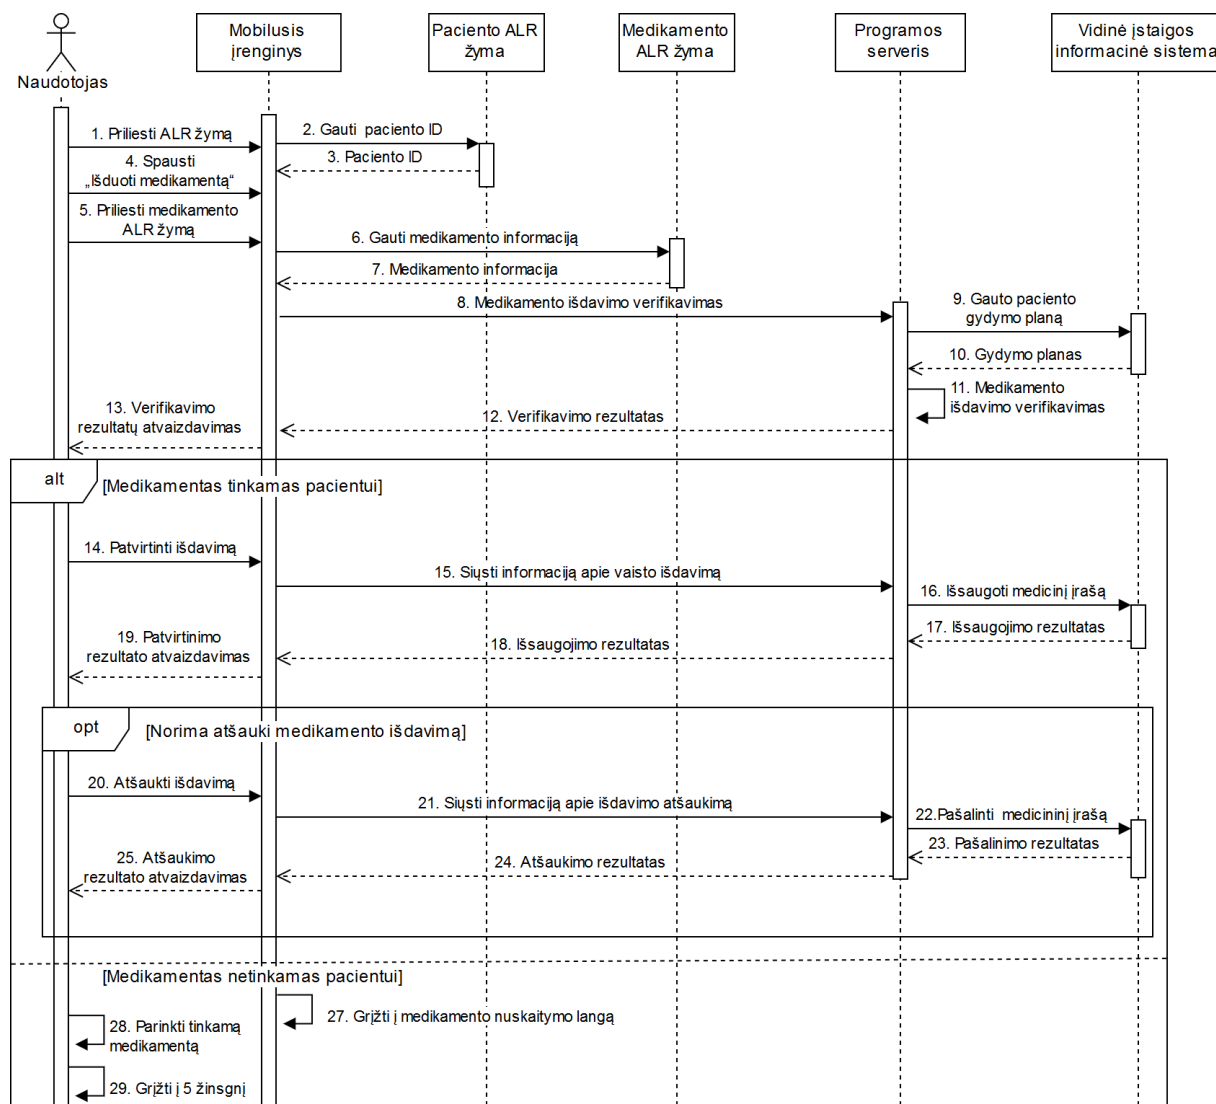 Naudotojas
Mobilusis
įrenginys
Paciento ALR
žyma
Medikamento
ALR žyma
Programos
serveris
Vidinė įstaigos
informacinė sistema
1. Priliesti ALR žymą
2. Gauti paciento ID
3. Paciento ID
4. Spausti
„Išduoti medikamentą“
5. Priliesti medikamento
ALR žymą
6. Gauti medikamento informaciją
7. Medikamento informacija
8. Medikamento išdavimo verifikavimas
9. Gauto paciento
gydymo planą
10. Gydymo planas
11. Medikamento
išdavimo verifikavimas
12. Verifikavimo rezultatas
13. Verifikavimo
rezultatų atvaizdavimas
alt
[Medikamentas tinkamas pacientui]
14. Patvirtinti išdavimą
15. Siųsti informaciją apie vaisto išdavimą
16. Išsaugoti medicinį įrašą
17. Išsaugojimo rezultatas
18. Išsaugojimo rezultatas
19. Patvirtinimo
rezultato atvaizdavimas
opt
[Norima atšauki medikamento išdavimą]
20. Atšaukti išdavimą
21. Siųsti informaciją apie išdavimo atšaukimą
22.Pašalinti medicininį įrašą
23. Pašalinimo rezultatas
24. Atšaukimo rezultatas
25. Atšaukimo
rezultato atvaizdavimas
[Medikamentas netinkamas pacientui]
27. Grįžti į medikamento nuskaitymo langą
28. Parinkti tinkamą
medikamentą
29. Grįžti į 5 žinsgnį